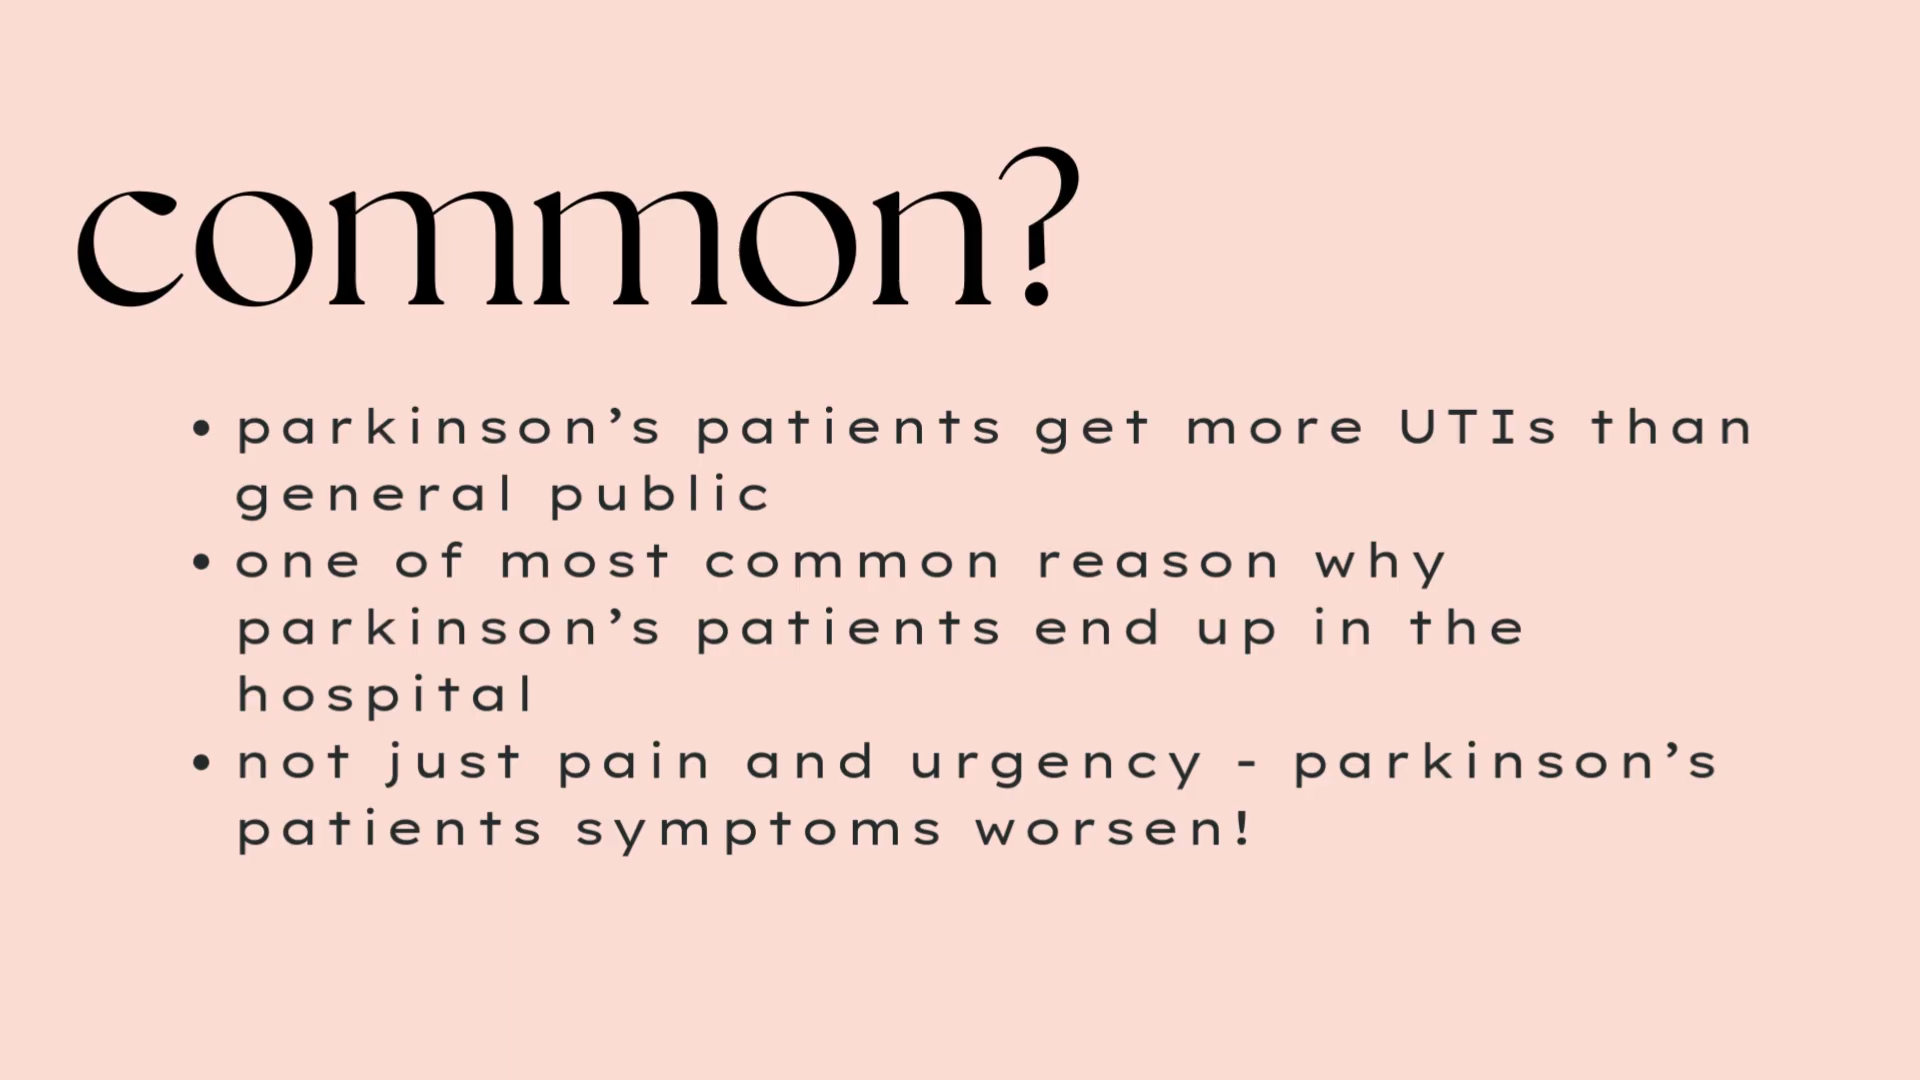 common?
• parkinson’s patients get more UTIs than
general public
• one of most common reason why
parkinson’s patients end up in the
hospital
• not just pain and urgency - parkinson’s
patients symptoms worsen!